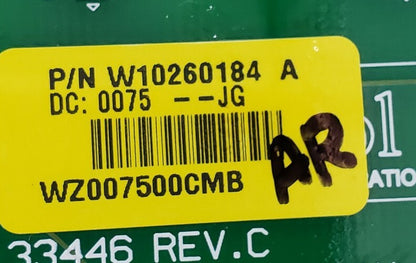 P/N W10260184 A
DC: 0075 --JG
WZ007500CMB
AR
33446 REV.C